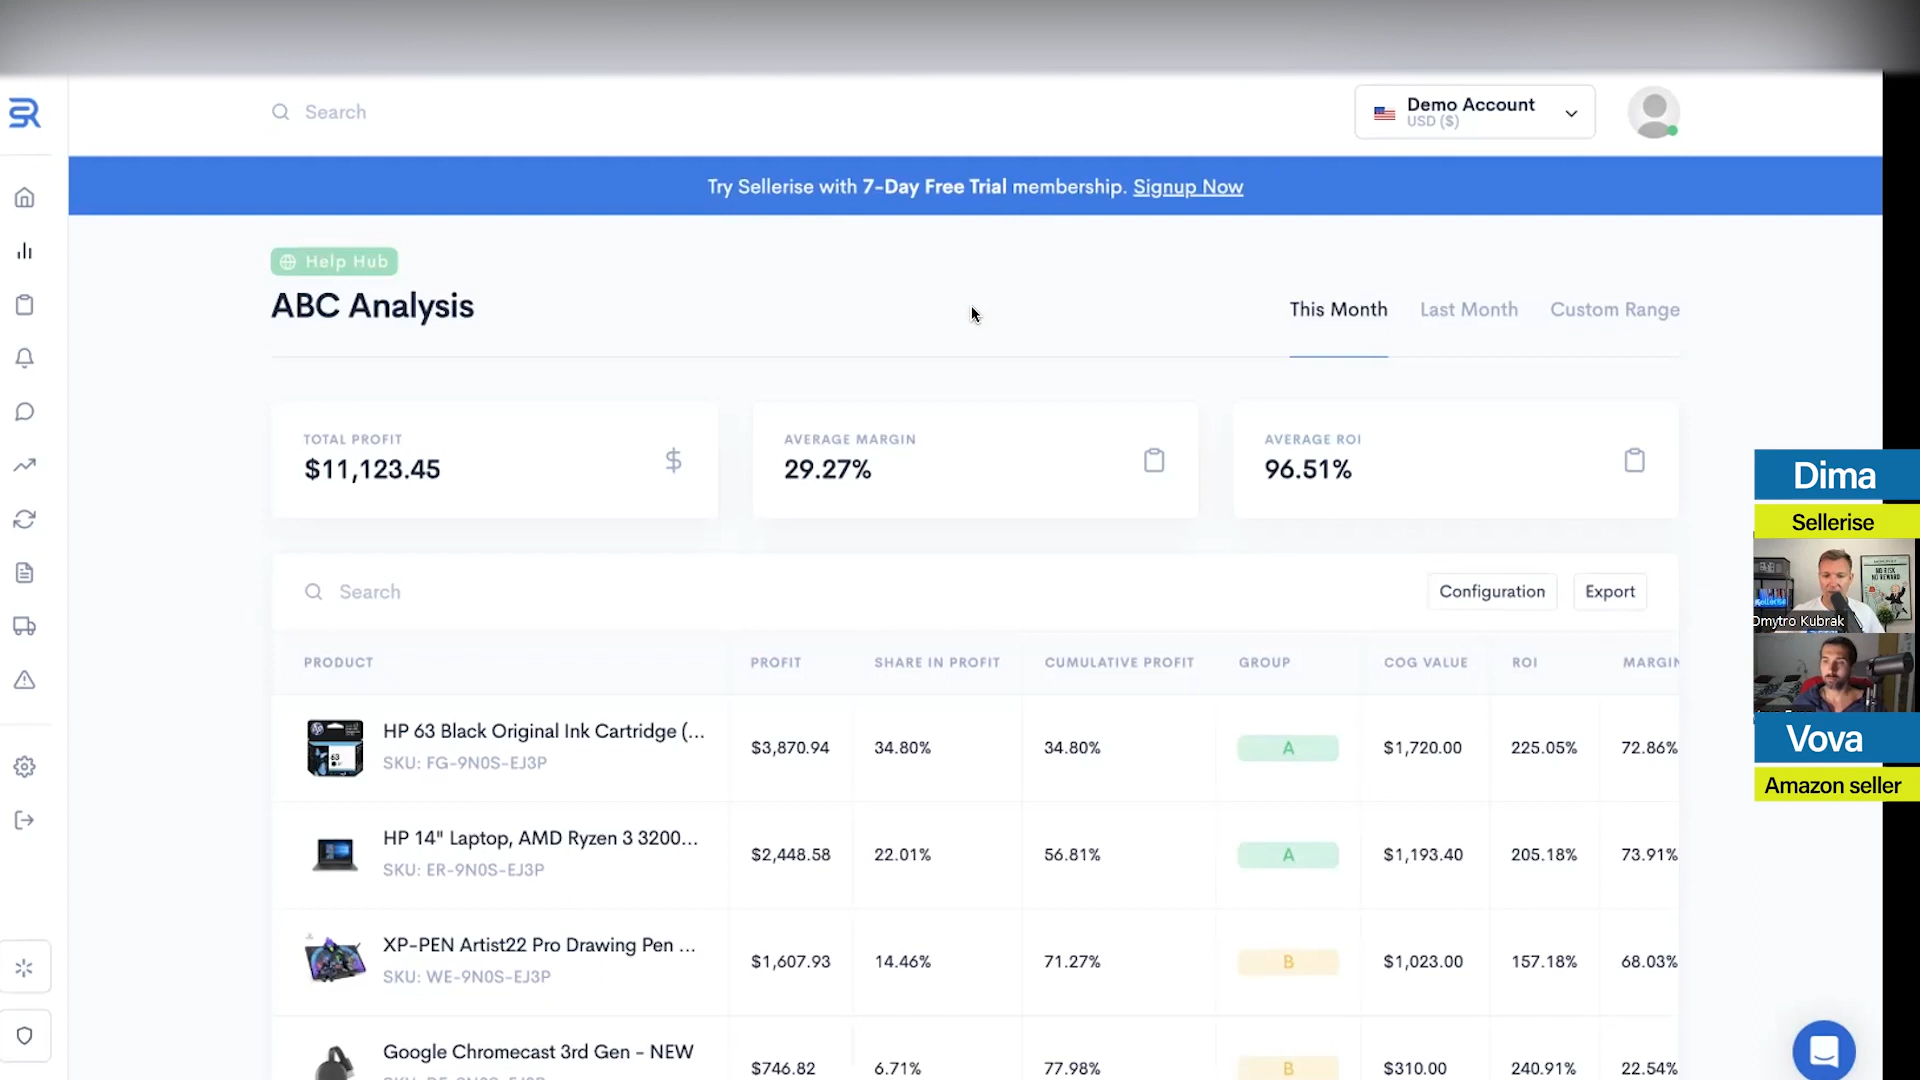 Search
Demo Account
USD ($)
Try Sellerise with 7-Day Free Trial membership. Signup Now
Help Hub
ABC Analysis
This Month
Last Month
Custom Range
TOTAL PROFIT
$11,123.45
$
AVERAGE MARGIN
29.27%
AVERAGE ROI
96.51%
Search
Configuration
Export
PRODUCT PROFIT SHARE IN PROFIT CUMULATIVE PROFIT GROUP COG VALUE ROI MARGIN
HP 63 Black Original Ink Cartridge (...
SKU: FG-9N0S-EJ3P
$3,870.94 34.80% 34.80% A $1,720.00 225.05% 72.86%
HP 14" Laptop, AMD Ryzen 3 3200...
SKU: ER-9N0S-EJ3P
$2,448.58 22.01% 56.81% A $1,193.40 205.18% 73.91%
XP-PEN Artist22 Pro Drawing Pen ...
SKU: WE-9N0S-EJ3P
$1,607.93 14.46% 71.27% B $1,023.00 157.18% 68.03%
Google Chromecast 3rd Gen - NEW
$746.82 6.71% 77.98% B $310.00 240.91% 22.54%
Dima
Sellerise
NO RISK
NO REWARD
Dmytro Kubrak
Vova
Amazon seller